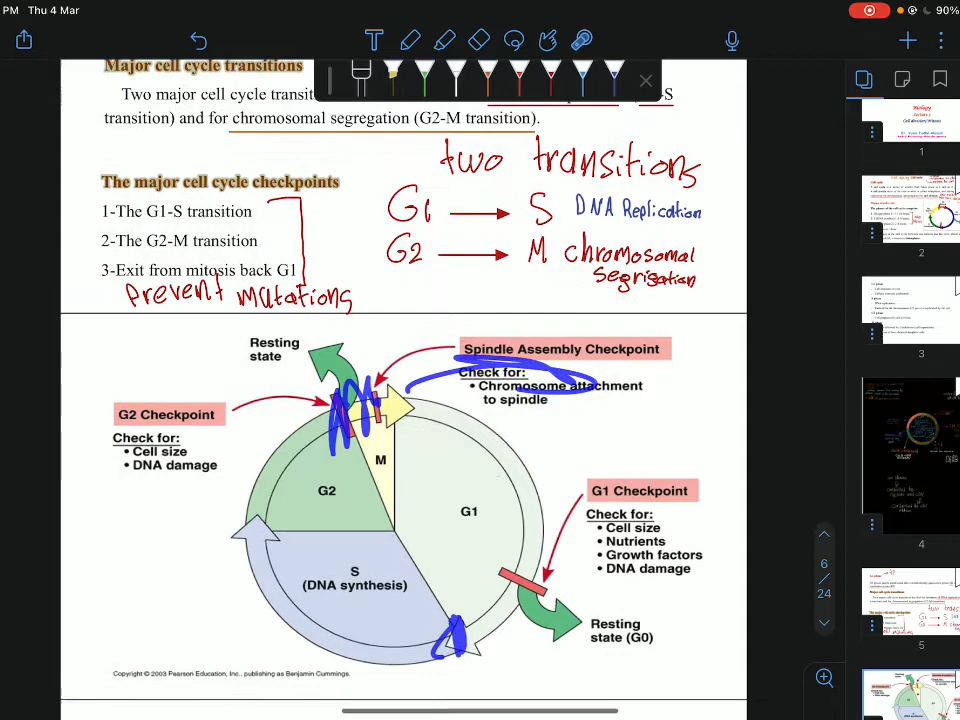 PM Thu 4 Mar
90%
Major cell cycle transitions
Two major cell cycle transit
-S
transition) and for chromosomal segregation (G2-M transition).
two transitions
The major cell cycle checkpoints
1-The G1-S transition
G1 → S DNA Replication
2-The G2-M transition
G2 → M chromosomal
segrigation
3-Exit from mitosis back G1
Prevent mutations
Resting
state
Spindle Assembly Checkpoint
Check for:
• Chromosome attachment
to spindle
G2 Checkpoint
Check for:
• Cell size
• DNA damage
M
G2
G1
G1 Checkpoint
Check for:
• Cell size
• Nutrients
• Growth factors
• DNA damage
S
(DNA synthesis)
Resting
state (G0)
Copyright © 2003 Pearson Education, Inc., publishing as Benjamin Cummings.
6
/
24
1
2
3
4
5